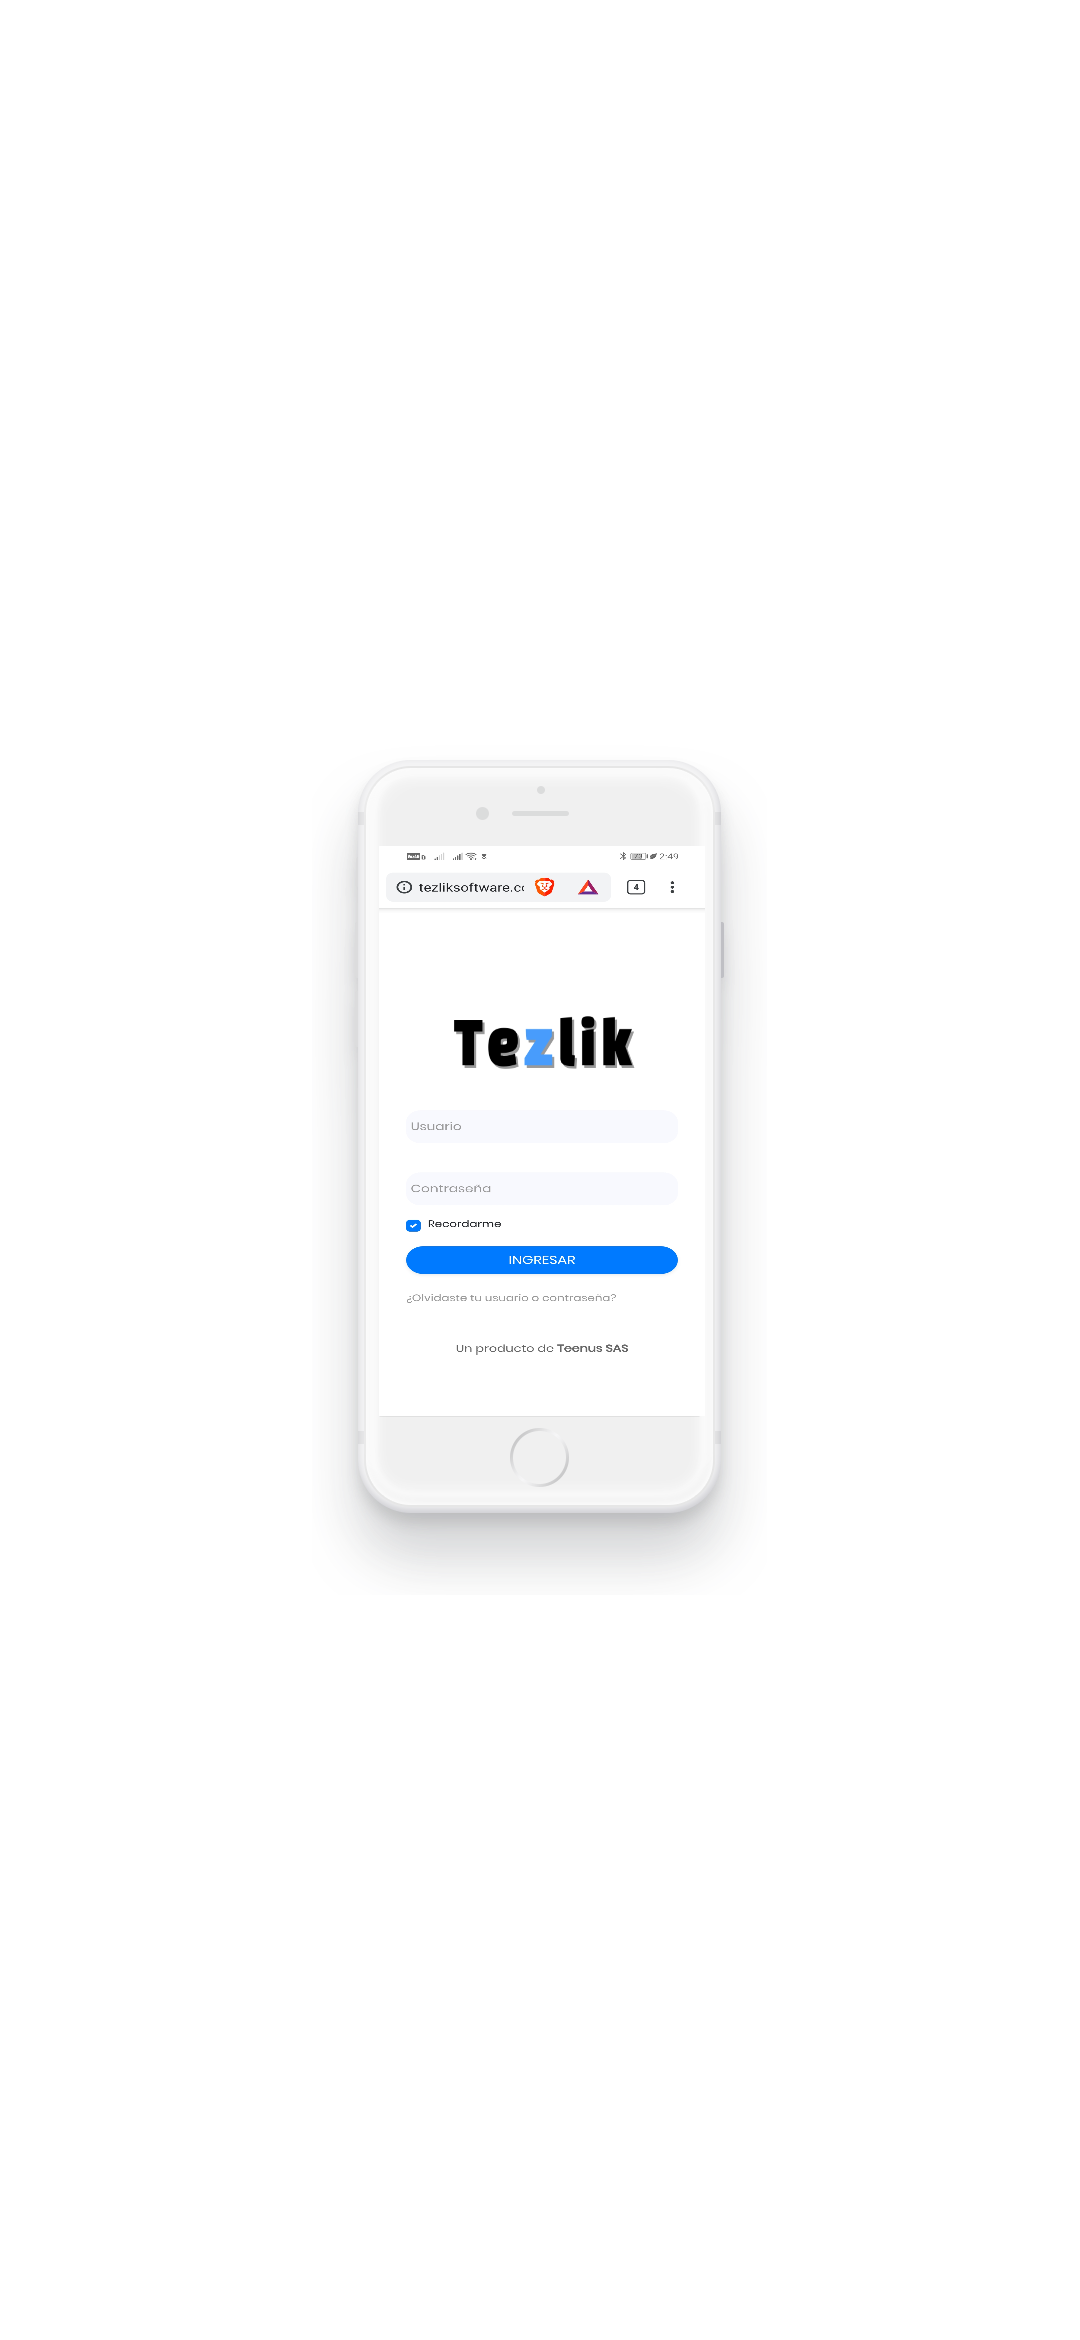 2:49
tezliksoftware.co
4
Tezlik
Usuario
Contraseña
Recordarme
INGRESAR
¿Olvidaste tu usuario o contraseña?
Un producto de Teenus SAS